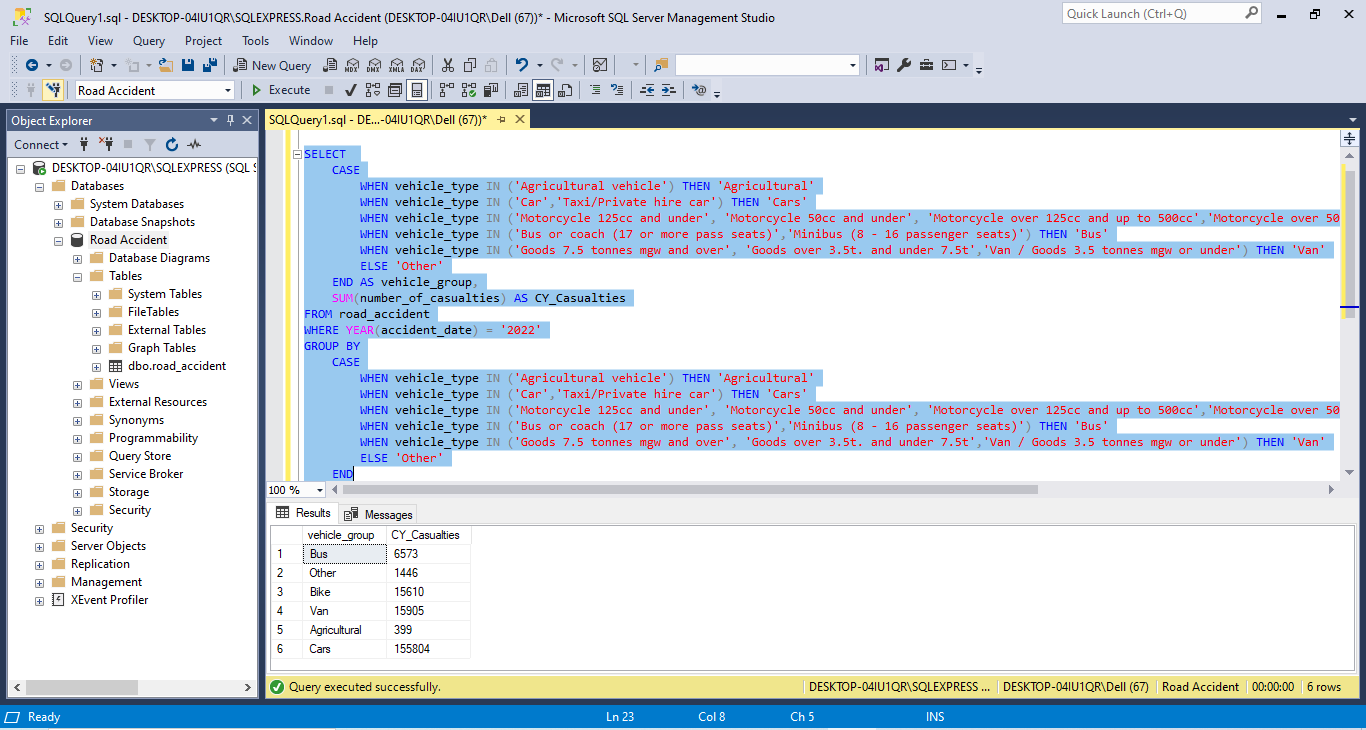 SQLQuery1.sql - DESKTOP-04IU1QR\SQLEXPRESS.Road Accident (DESKTOP-04IU1QR\Dell (67))* - Microsoft SQL Server Management Studio
Quick Launch (Ctrl+Q)
File Edit View Query Project Tools Window Help
New Query MDX DMX XMLA DAX
Road Accident Execute
Object Explorer
SQLQuery1.sql - DE...-04IU1QR\Dell (67))*
Connect
DESKTOP-04IU1QR\SQLEXPRESS (SQL S
Databases
System Databases
Database Snapshots
Road Accident
Database Diagrams
Tables
System Tables
FileTables
External Tables
Graph Tables
dbo.road_accident
Views
External Resources
Synonyms
Programmability
Query Store
Service Broker
Storage
Security
Security
Server Objects
Replication
Management
XEvent Profiler
SELECT
CASE
WHEN vehicle_type IN ('Agricultural vehicle') THEN 'Agricultural'
WHEN vehicle_type IN ('Car','Taxi/Private hire car') THEN 'Cars'
WHEN vehicle_type IN ('Motorcycle 125cc and under', 'Motorcycle 50cc and under', 'Motorcycle over 125cc and up to 500cc','Motorcycle over 50
WHEN vehicle_type IN ('Bus or coach (17 or more pass seats)','Minibus (8 - 16 passenger seats)') THEN 'Bus'
WHEN vehicle_type IN ('Goods 7.5 tonnes mgw and over', 'Goods over 3.5t. and under 7.5t','Van / Goods 3.5 tonnes mgw or under') THEN 'Van'
ELSE 'Other'
END AS vehicle_group,
SUM(number_of_casualties) AS CY_Casualties
FROM road_accident
WHERE YEAR(accident_date) = '2022'
GROUP BY
CASE
WHEN vehicle_type IN ('Agricultural vehicle') THEN 'Agricultural'
WHEN vehicle_type IN ('Car','Taxi/Private hire car') THEN 'Cars'
WHEN vehicle_type IN ('Motorcycle 125cc and under', 'Motorcycle 50cc and under', 'Motorcycle over 125cc and up to 500cc','Motorcycle over 50
WHEN vehicle_type IN ('Bus or coach (17 or more pass seats)','Minibus (8 - 16 passenger seats)') THEN 'Bus'
WHEN vehicle_type IN ('Goods 7.5 tonnes mgw and over', 'Goods over 3.5t. and under 7.5t','Van / Goods 3.5 tonnes mgw or under') THEN 'Van'
ELSE 'Other'
END
100 %
Results Messages
vehicle_group CY_Casualties
1 Bus 6573
2 Other 1446
3 Bike 15610
4 Van 15905
5 Agricultural 399
6 Cars 155804
Query executed successfully. DESKTOP-04IU1QR\SQLEXPRESS ... DESKTOP-04IU1QR\Dell (67) Road Accident 00:00:00 6 rows
Ready Ln 23 Col 8 Ch 5 INS